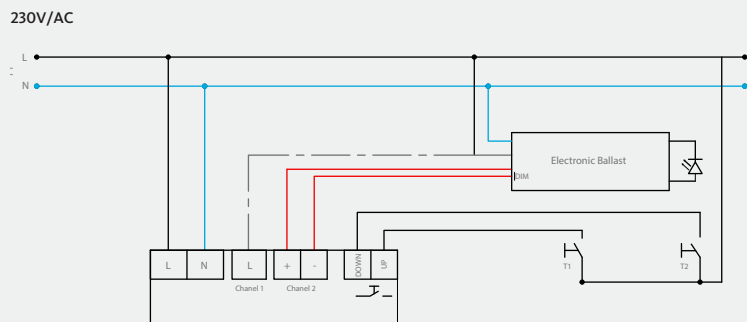 230V/AC
L
N
Electronic Ballast
DIM
T1
T2
L
N
L
+
-
DOWN
UP
Chanel 1
Chanel 2